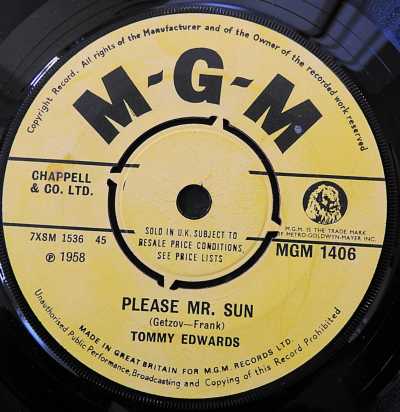 Copyright Record. All rights of the Manufacturer and of the Owner of the recorded work reserved
M-G-M
CHAPPELL
& CO. LTD.
7XSM 1536 45
℗ 1958
SOLD IN U.K. SUBJECT TO
RESALE PRICE CONDITIONS,
SEE PRICE LISTS
M.G.M. IS THE TRADE MARK
OF METRO-GOLDWYN-MAYER INC.
MGM 1406
PLEASE MR. SUN
(Getzov—Frank)
TOMMY EDWARDS
MADE IN GREAT BRITAIN FOR M.G.M RECORDS LTD.
Unauthorised Public Performance, Broadcasting and Copying of this Record Prohibited